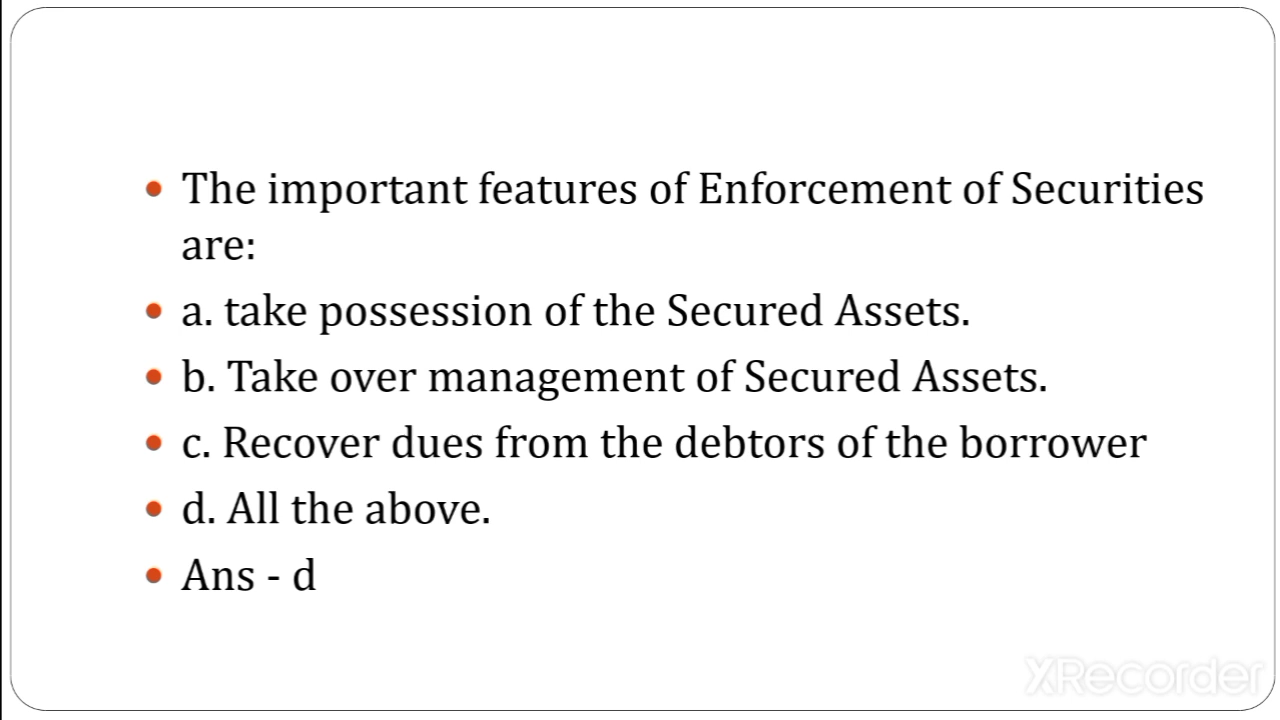 The important features of Enforcement of Securities
are:
a. take possession of the Secured Assets.
b. Take over management of Secured Assets.
c. Recover dues from the debtors of the borrower
d. All the above.
Ans - d
XRecorder